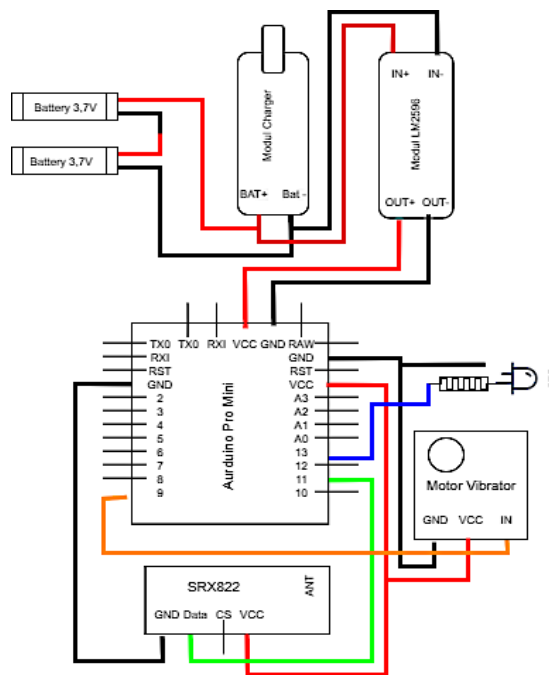 Battery 3,7V
Battery 3,7V
Modul Charger
BAT+ Bat -
IN+ IN-
Modul LM2596
OUT+ OUT-
TX0 TX0 RXI VCC GND RAW
RXI
RST
GND
2
3
4
5
6
7
8
9
Aurduino Pro Mini
GND
RST
VCC
A3
A2
A1
A0
13
12
11
10
Motor Vibrator
GND VCC IN
SRX822
ANT
GND Data CS VCC